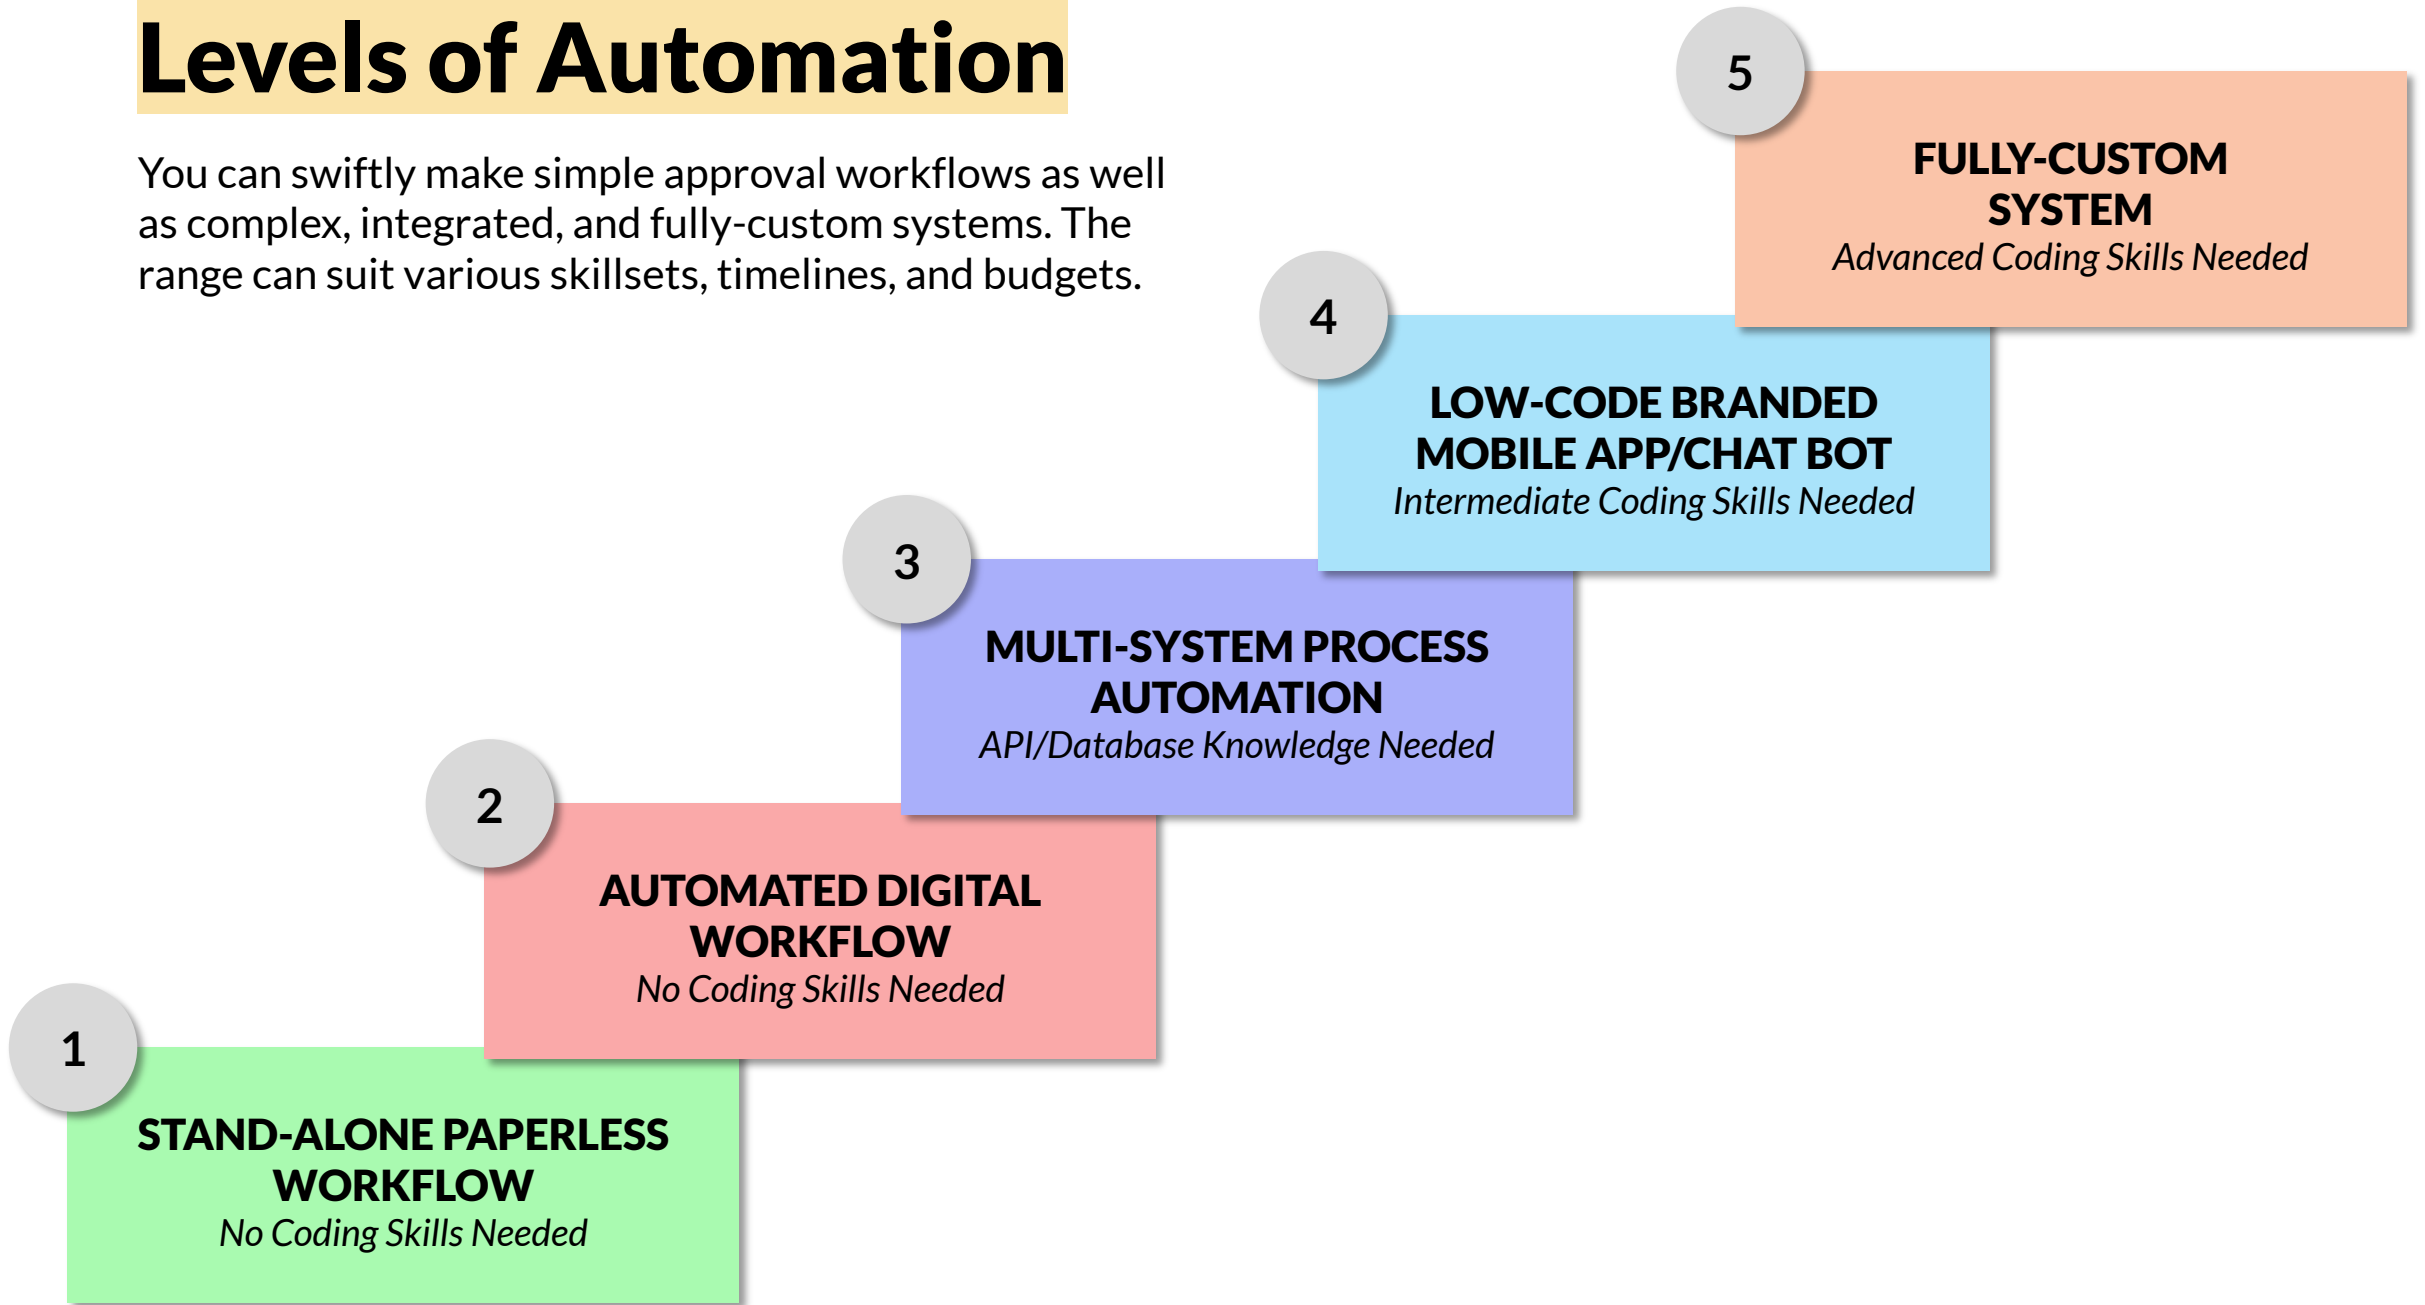 Levels of Automation
You can swiftly make simple approval workflows as well
as complex, integrated, and fully-custom systems. The
range can suit various skillsets, timelines, and budgets.
5
FULLY-CUSTOM
SYSTEM
Advanced Coding Skills Needed
4
LOW-CODE BRANDED
MOBILE APP/CHAT BOT
Intermediate Coding Skills Needed
3
MULTI-SYSTEM PROCESS
AUTOMATION
API/Database Knowledge Needed
2
AUTOMATED DIGITAL
WORKFLOW
No Coding Skills Needed
1
STAND-ALONE PAPERLESS
WORKFLOW
No Coding Skills Needed